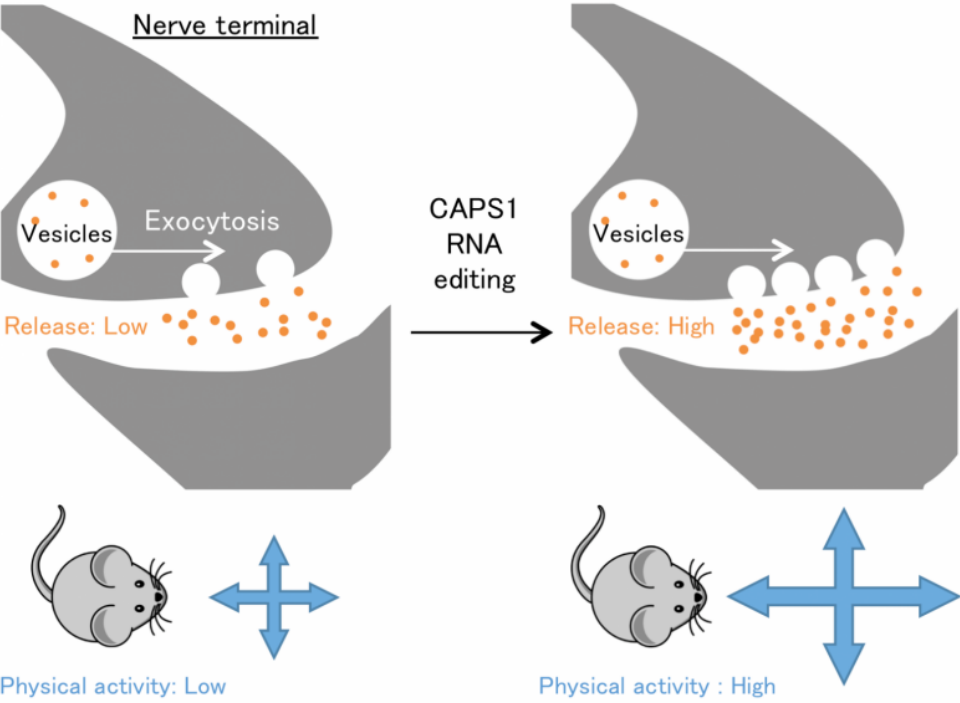 Nerve terminal
Vesicles
Exocytosis
Release: Low
CAPS1
RNA
editing
Vesicles
Release: High
Physical activity: Low
Physical activity : High